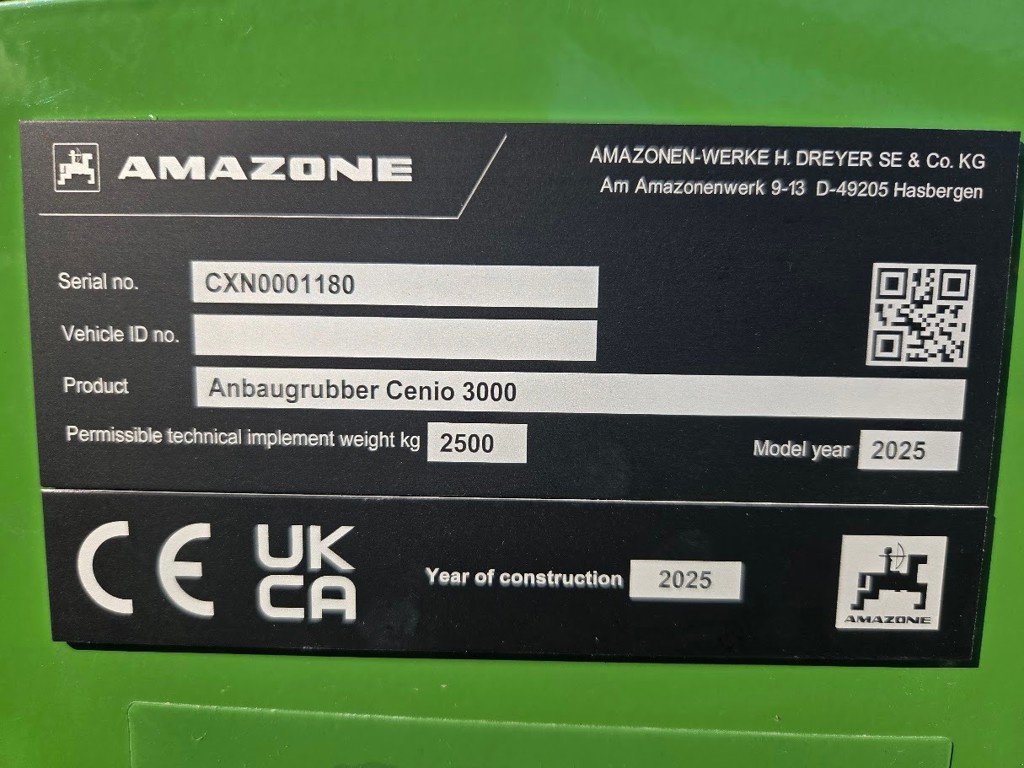 AMAZONE
AMAZONEN-WERKE H. DREYER SE & Co. KG
Am Amazonenwerk 9-13 D-49205 Hasbergen
Serial no. CXN0001180
Vehicle ID no.
Product Anbaugrubber Cenio 3000
Permissible technical implement weight kg 2500
Model year 2025
CE
UK
CA
Year of construction 2025
AMAZONE